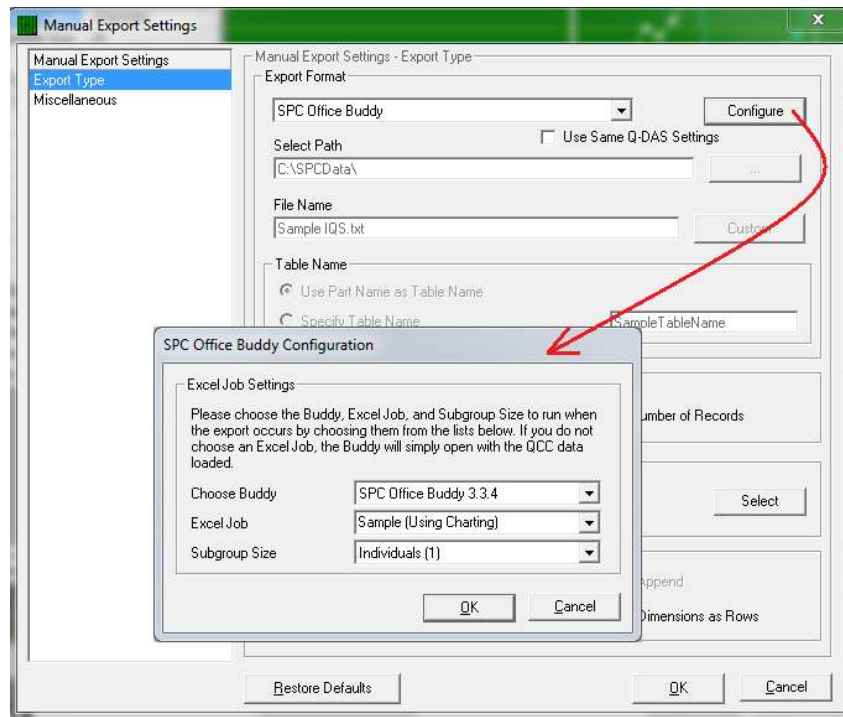 Manual Export Settings
x
Manual Export Settings
Export Type
Miscellaneous
Manual Export Settings - Export Type
Export Format
SPC Office Buddy
Configure
Use Same Q-DAS Settings
Select Path
C:\SPCData\
...
File Name
Sample IQS.txt
Custom
Table Name
Use Part Name as Table Name
Specify Table Name
SampleTableName
SPC Office Buddy Configuration
Excel Job Settings
Please choose the Buddy, Excel Job, and Subgroup Size to run when
the export occurs by choosing them from the lists below. If you do not
choose an Excel Job, the Buddy will simply open with the QCC data
loaded.
Choose Buddy
SPC Office Buddy 3.3.4
Excel Job
Sample (Using Charting)
Subgroup Size
Individuals (1)
OK
Cancel
umber of Records
Select
Append
Dimensions as Rows
Restore Defaults
OK
Cancel